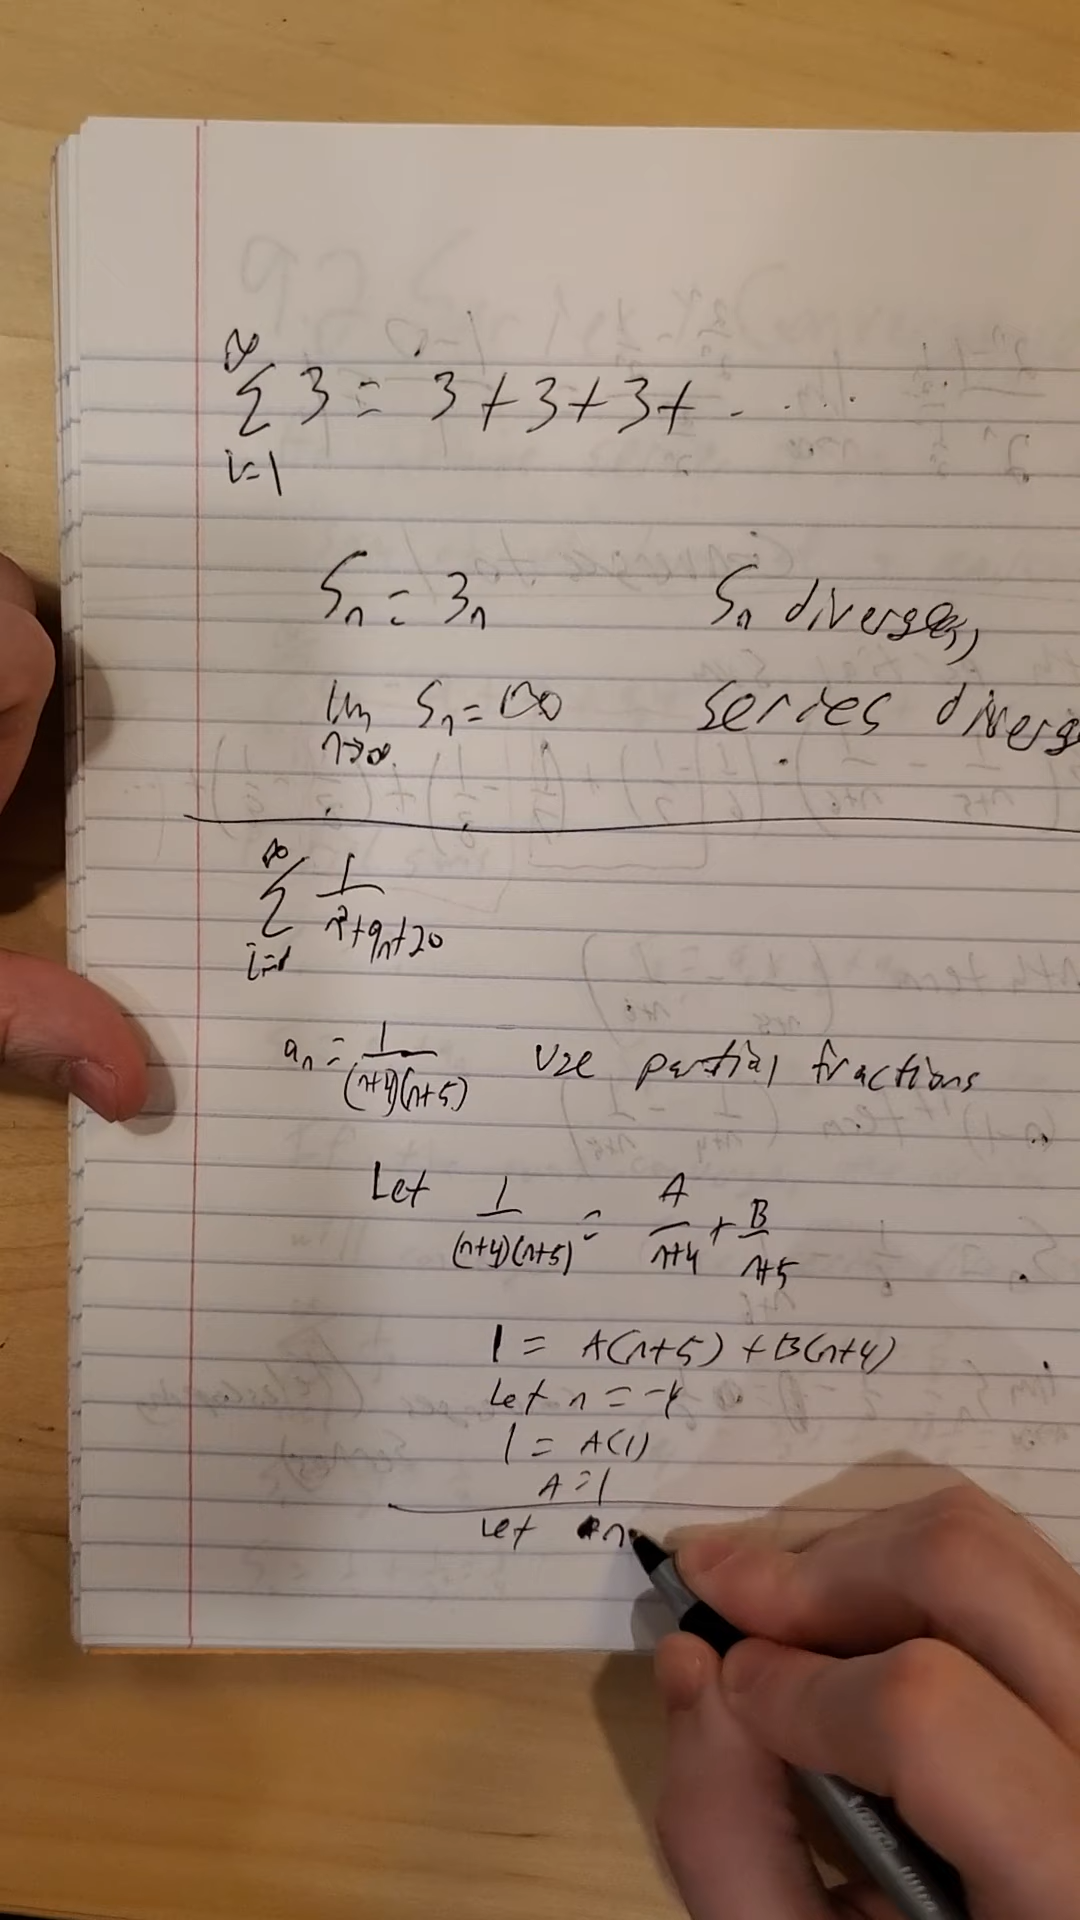 ∞
Σ 3 = 3 + 3 + 3 + - . . . .
i=1
Sₙ = 3ₙ Sₙ diverges,
lim Sₙ = ∞ series diverg
n→∞
∞
Σ 1/(n²+9n+20)
i=1
aₙ = 1/((n+4)(n+5)) Use partial fractions
Let 1/((n+4)(n+5)) = A/(n+4) + B/(n+5)
1 = A(n+5) + B(n+4)
Let n = -4
1 = A(1)
A = 1
Let n